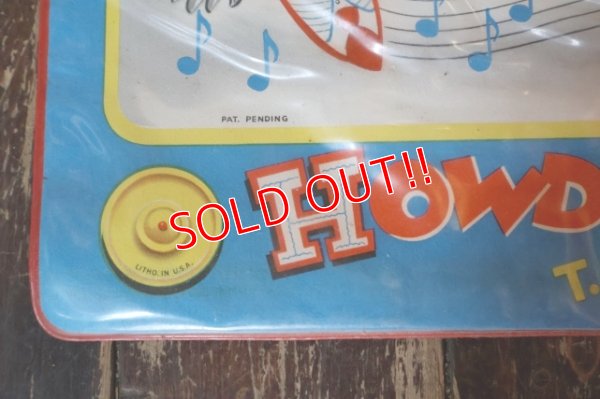 PAT. PENDING
SOLD OUT!!
HOWD
T.
LITHO. IN U.S.A.